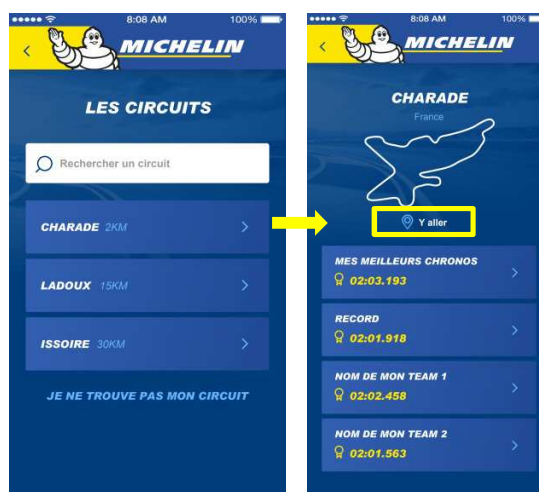 8:08 AM 100%
MICHELIN
LES CIRCUITS
Rechercher un circuit
CHARADE 2KM
LADOUX 15KM
ISSOIRE 30KM
JE NE TROUVE PAS MON CIRCUIT
8:08 AM 100%
MICHELIN
CHARADE
France
Y aller
MES MEILLEURS CHRONOS
02:03.193
RECORD
02:01.918
NOM DE MON TEAM 1
02:02.458
NOM DE MON TEAM 2
02:01.563